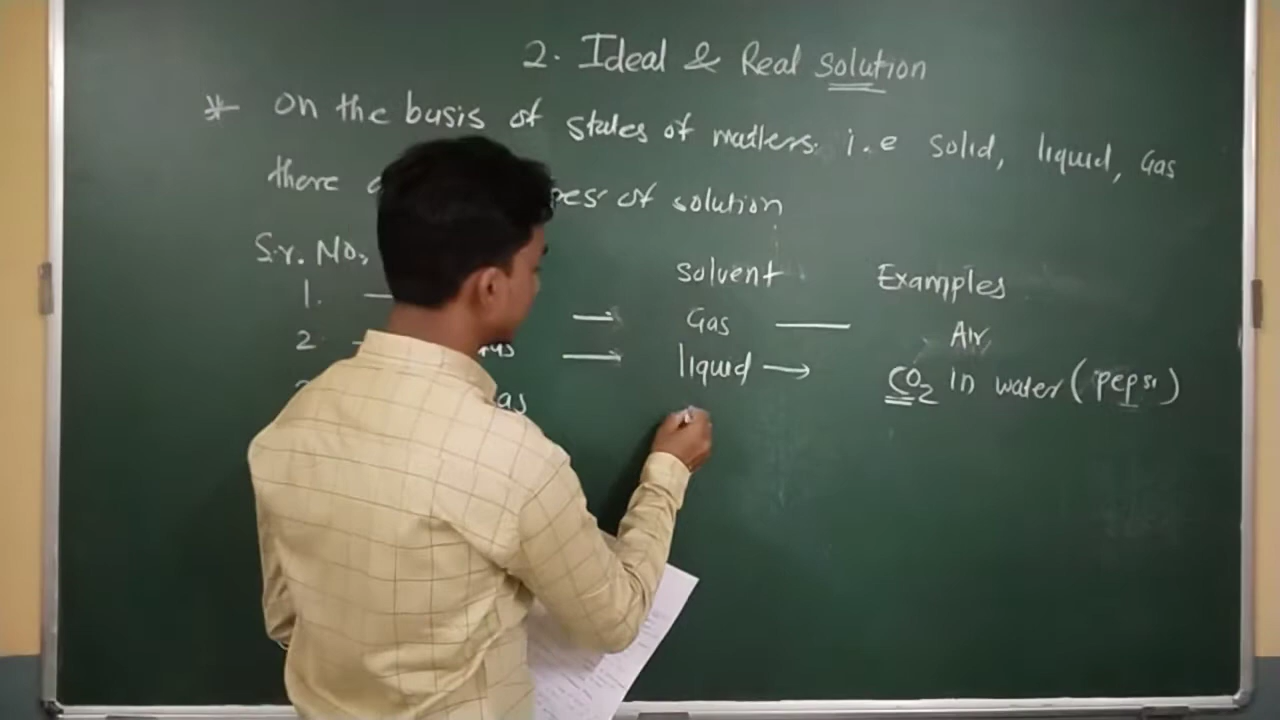 2. Ideal & Real solution
* On the basis of states of matters. i.e solid, liquid, Gas
there of solution
Sr. No. solvent Examples
1. — → Gas — Air
2. → liquid → CO2 in water (pepsi)